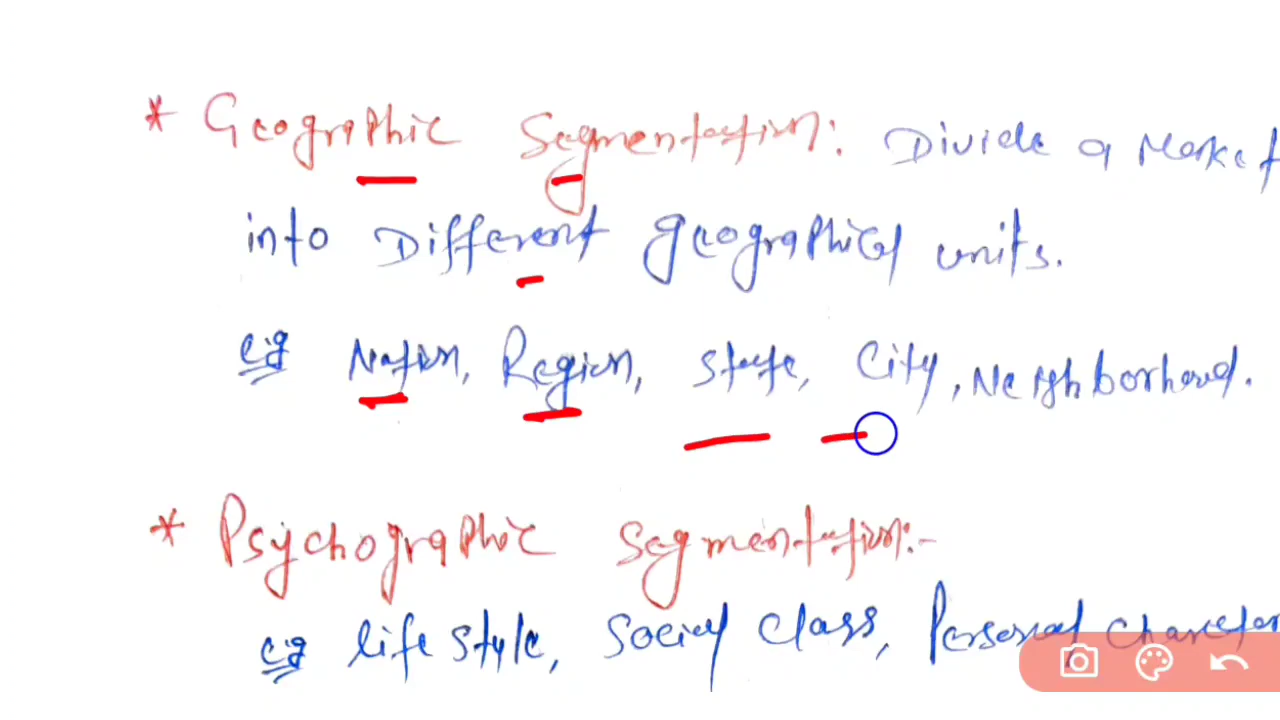 * Geographic Segmentation: Divide a Market
into Different geographical units.
eg Nation, Region, State, City, Neighborhood.
* Psychographic Segmentation:-
eg life style, Social class, Personal character